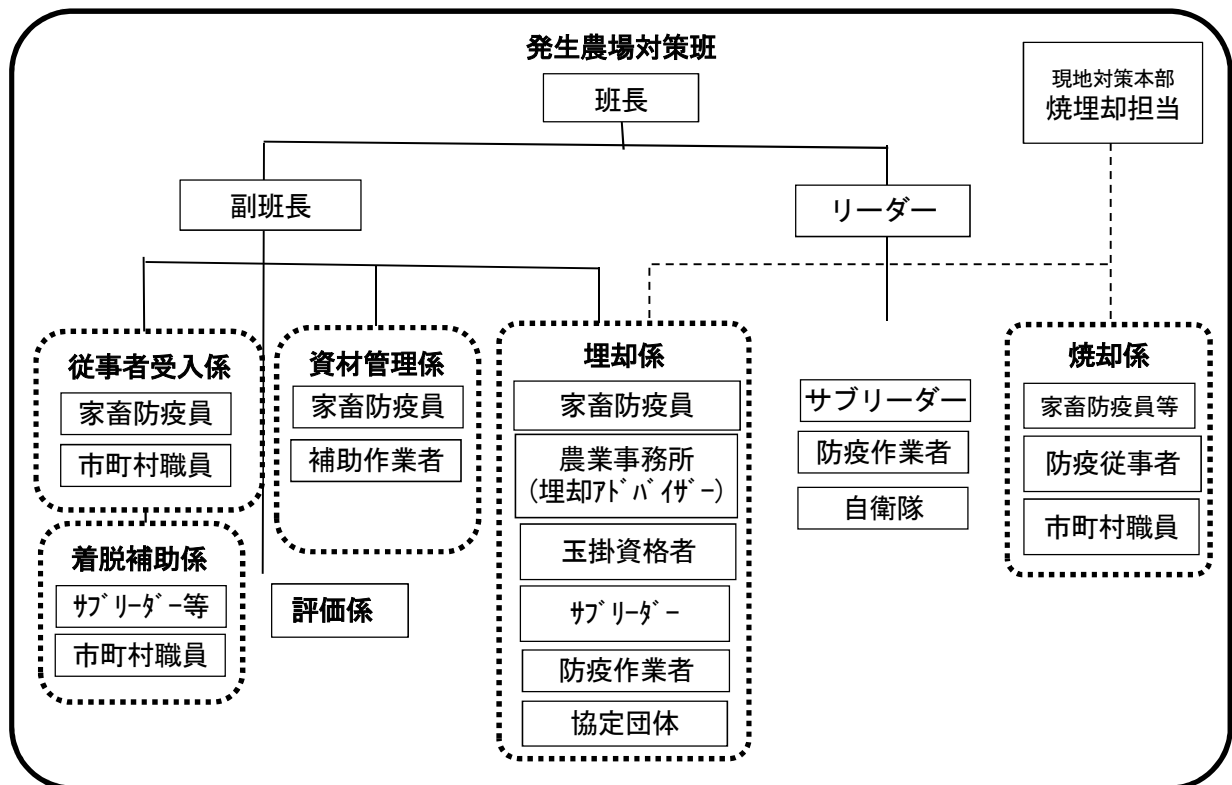 発生農場対策班
班長
現地対策本部
焼埋却担当
副班長
リーダー
従事者受入係
家畜防疫員
市町村職員
着脱補助係
ｻﾌﾞﾘｰﾀﾞｰ等
市町村職員
評価係
資材管理係
家畜防疫員
補助作業者
埋却係
家畜防疫員
農業事務所
(埋却ｱﾄﾞﾊﾞｲｻﾞｰ)
玉掛資格者
ｻﾌﾞﾘｰﾀﾞｰ
防疫作業者
協定団体
サブリーダー
防疫作業者
自衛隊
焼却係
家畜防疫員等
防疫従事者
市町村職員